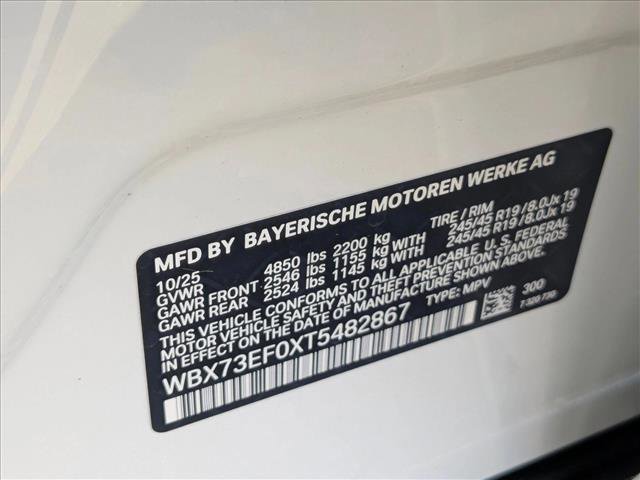 MFD BY BAYERISCHE MOTOREN WERKE AG
10/25 TIRE / RIM
GVWR 4850 lbs 2200 kg
GAWR FRONT 2546 lbs 1155 kg WITH 245/45 R19 / 8.0Jx 19
GAWR REAR 2524 lbs 1145 kg WITH 245/45 R19 / 8.0Jx 19
THIS VEHICLE CONFORMS TO ALL APPLICABLE U. S. FEDERAL
MOTOR VEHICLE SAFETY AND THEFT PREVENTION STANDARDS
IN EFFECT ON THE DATE OF MANUFACTURE SHOWN ABOVE.
WBX73EF0XT5482867 TYPE: MPV 300